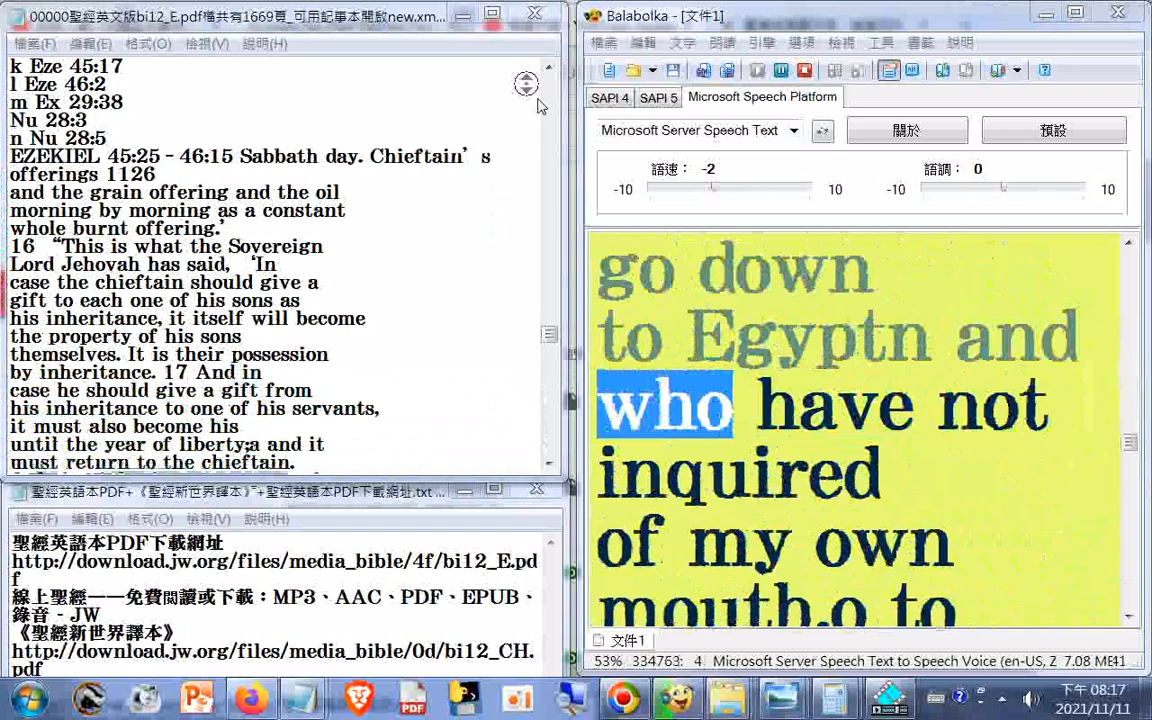 00000聖經英文版bi12_E.pdf檔共有1669頁_可用記事本開啟new.xm...
檔案(F) 編輯(E) 格式(O) 檢視(V) 說明(H)
k Eze 45:17
l Eze 46:2
m Ex 29:38
Nu 28:3
n Nu 28:5
EZEKIEL 45:25 - 46:15 Sabbath day. Chieftain’s
offerings 1126
and the grain offering and the oil
morning by morning as a constant
whole burnt offering.’
16 “This is what the Sovereign
Lord Jehovah has said, ‘In
case the chieftain should give a
gift to each one of his sons as
his inheritance, it itself will become
the property of his sons
themselves. It is their possession
by inheritance. 17 And in
case he should give a gift from
his inheritance to one of his servants,
it must also become his
until the year of liberty;a and it
must return to the chieftain.
聖經英語本PDF+《聖經新世界譯本》"+聖經英語本PDF下載網址.txt ...
檔案(F) 編輯(E) 格式(O) 檢視(V) 說明(H)
聖經英語本PDF下載網址
http://download.jw.org/files/media_bible/4f/bi12_E.pd
f
線上聖經——免費閱讀或下載：MP3、AAC、PDF、EPUB、
錄音 - JW
《聖經新世界譯本》
http://download.jw.org/files/media_bible/0d/bi12_CH.
pdf
Balabolka - [文件1]
檔案 編輯 文字 朗讀 引擎 選項 檢視 工具 書籤 說明
SAPI 4 SAPI 5 Microsoft Speech Platform
Microsoft Server Speech Text 關於 預設
語速： -2 語調： 0
-10 10 -10 10
go down
to Egyptn and
who have not
inquired
of my own
mouth,o to
文件1
53% 334763: 4 Microsoft Server Speech Text to Speech Voice (en-US, Z 7.08 ME41
下午 08:17
2021/11/11